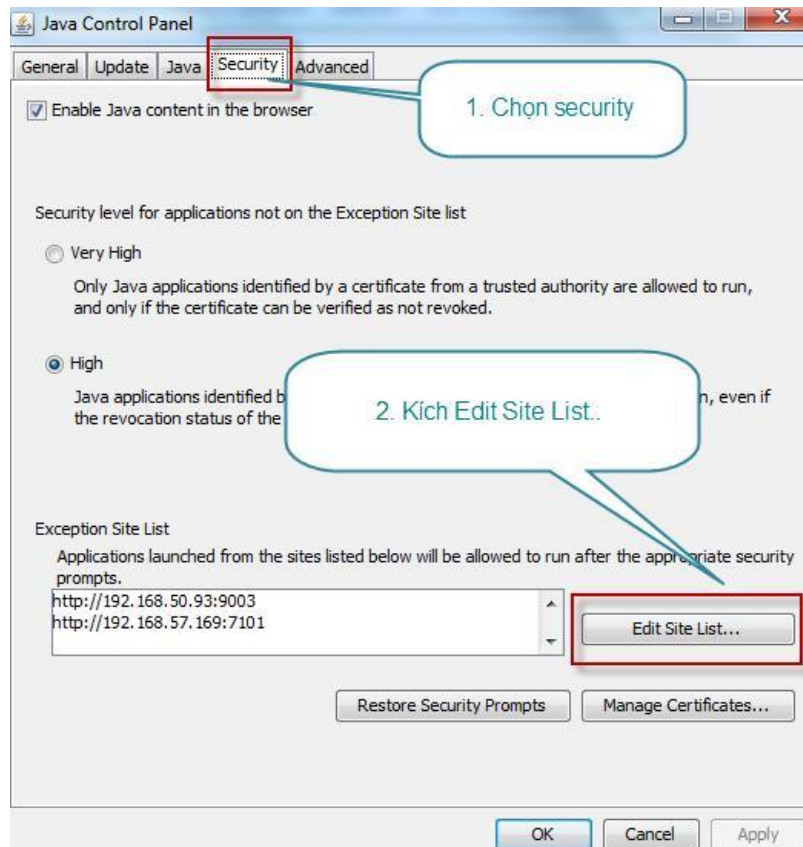 Java Control Panel
General Update Java Security Advanced
1. Chọn security
Enable Java content in the browser
Security level for applications not on the Exception Site list
Very High
Only Java applications identified by a certificate from a trusted authority are allowed to run,
and only if the certificate can be verified as not revoked.
High
Java applications identified b
n, even if
the revocation status of the
2. Kích Edit Site List..
Exception Site List
Applications launched from the sites listed below will be allowed to run after the appropriate security
prompts.
http://192.168.50.93:9003
http://192.168.57.169:7101
Edit Site List...
Restore Security Prompts Manage Certificates...
OK Cancel Apply